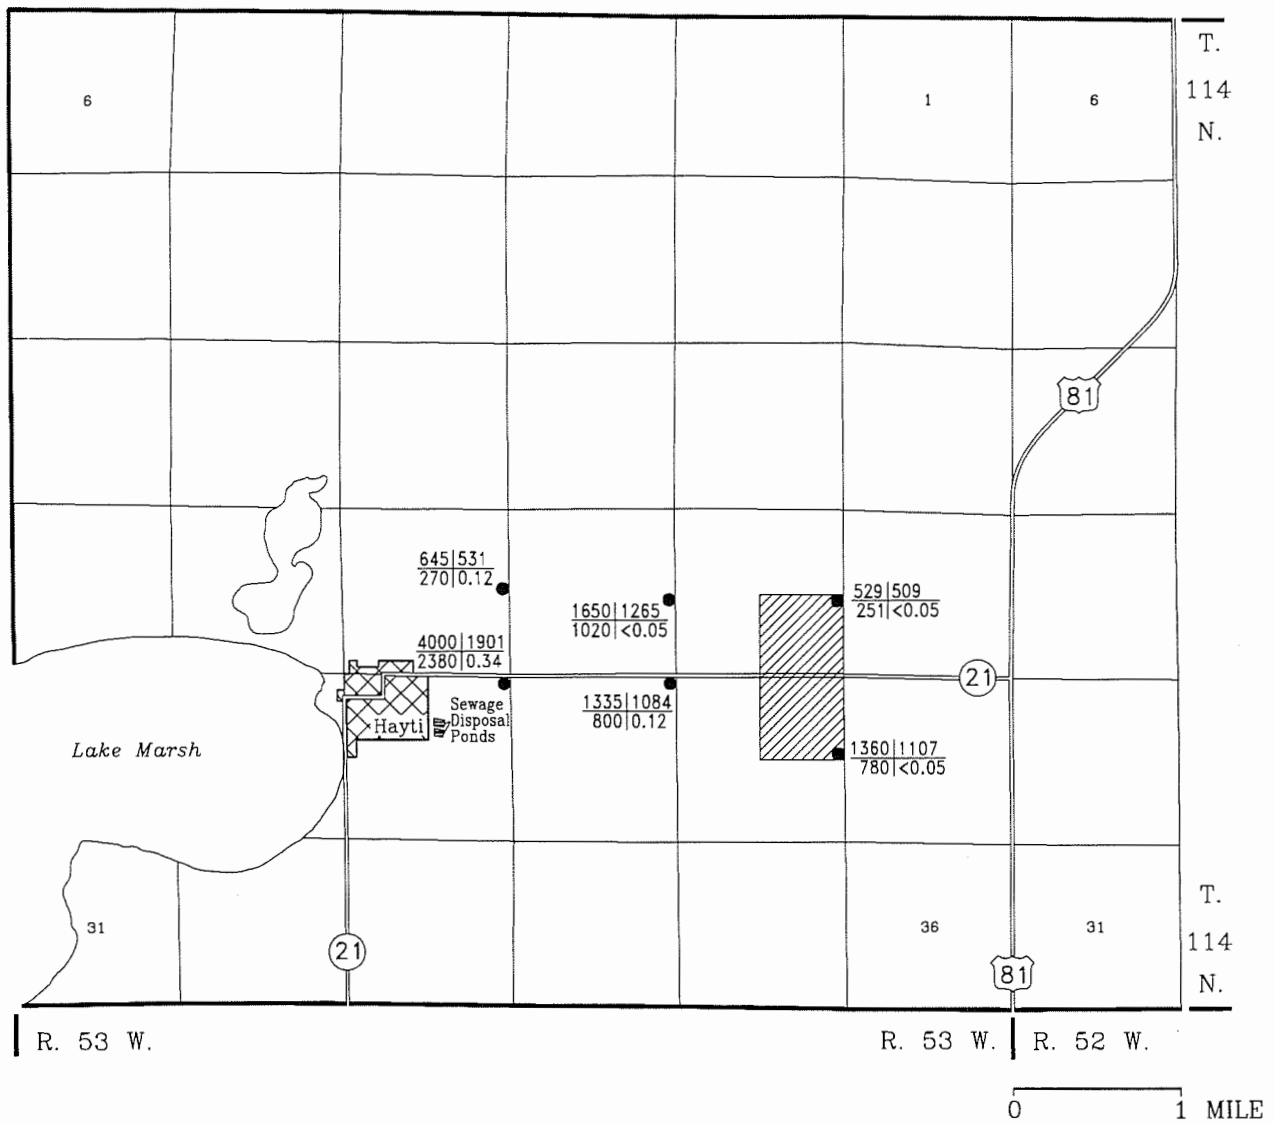 T.
114
N.
6
1
6
81
645|531
270|0.12
1650|1265
1020|<0.05
529|509
251|<0.05
4000|1901
2380|0.34
21
1335|1084
800|0.12
Sewage
Disposal
Ponds
Hayti
Lake Marsh
1360|1107
780|<0.05
T.
114
N.
31
36
31
21
81
R. 53 W.
R. 53 W.
R. 52 W.
0
1 MILE